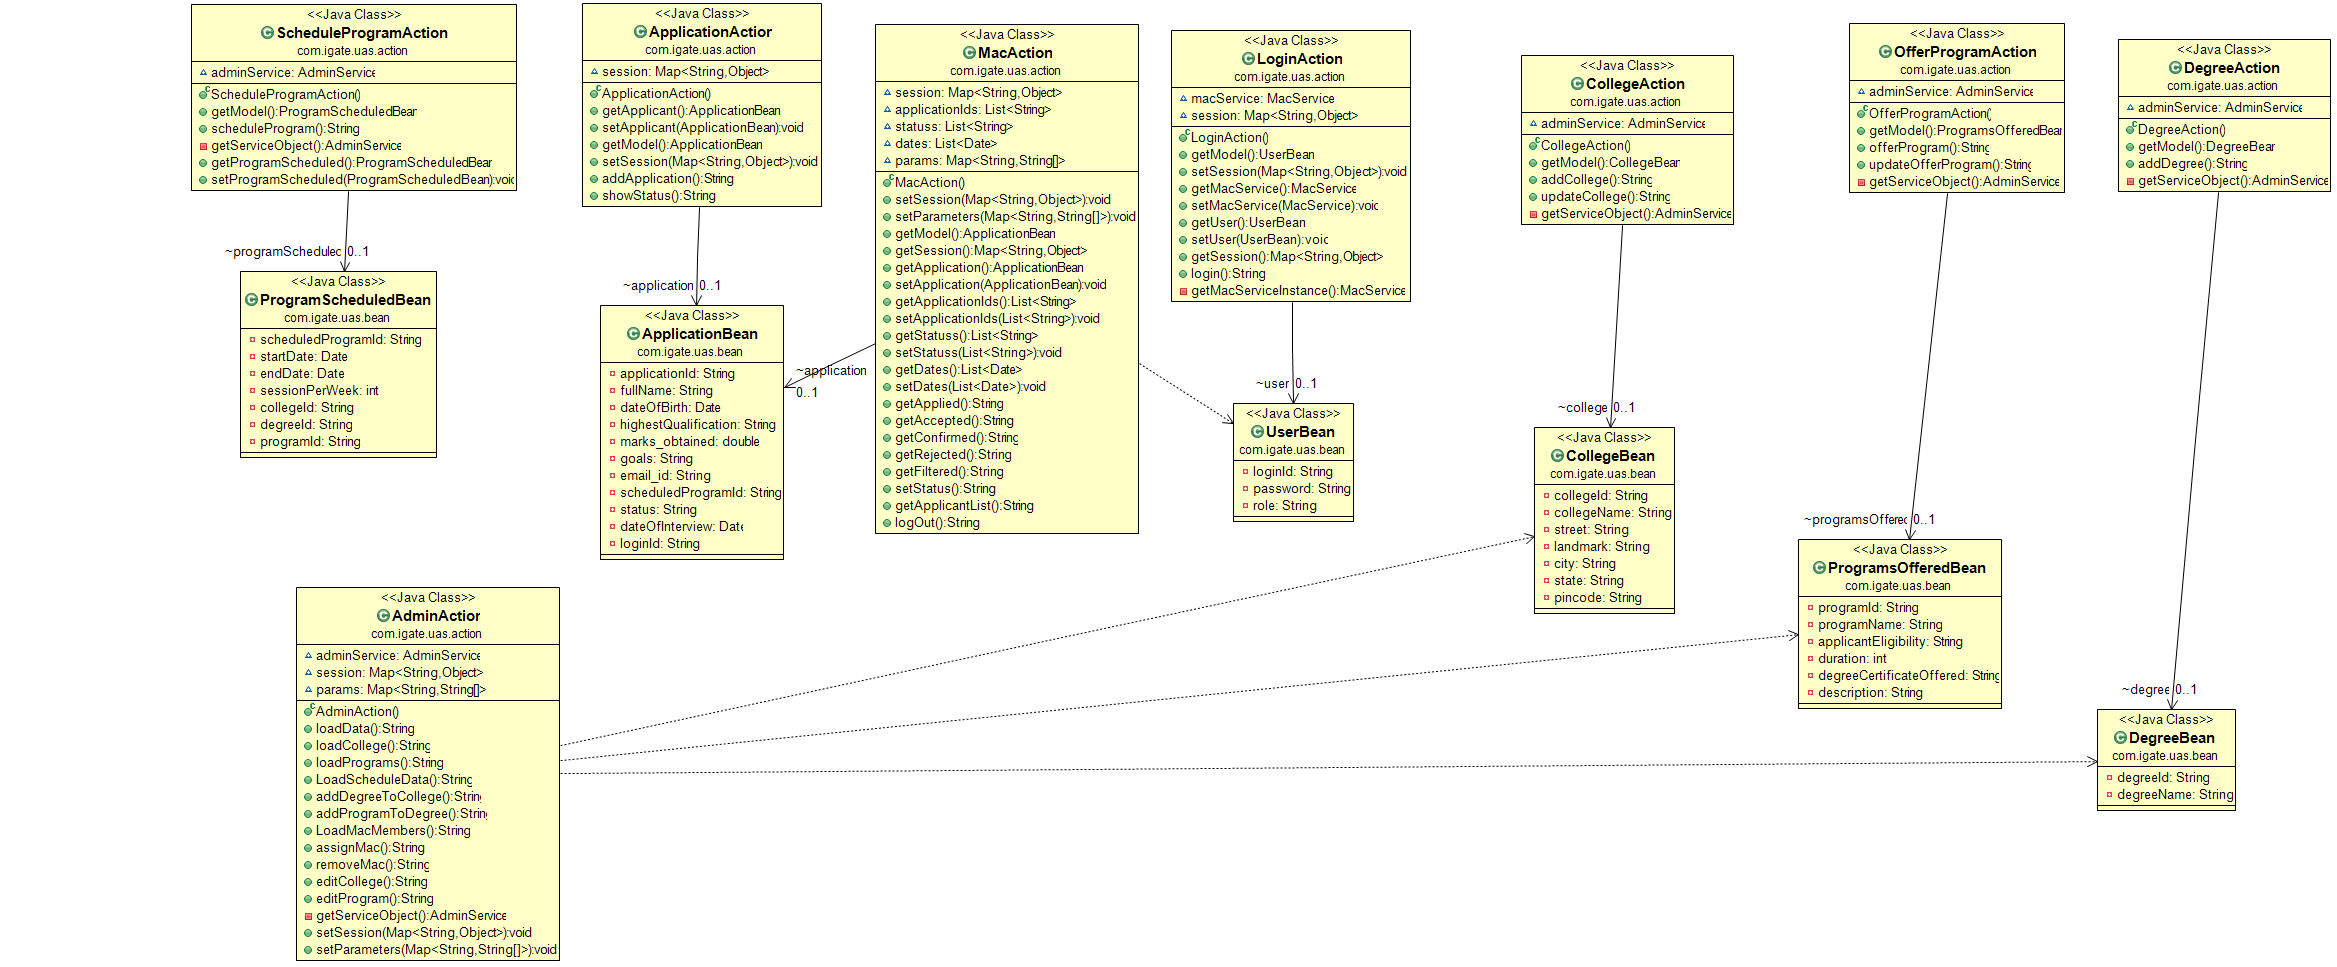 <<Java Class>>
ScheduleProgramAction
com.igate.uas.action
adminService: AdminService
ScheduleProgramAction()
getModel():ProgramScheduledBean
scheduleProgram():String
getServiceObject():AdminService
getProgramScheduled():ProgramScheduledBean
setProgramScheduled(ProgramScheduledBean):void
~programScheduled 0..1
<<Java Class>>
ProgramScheduledBean
com.igate.uas.bean
scheduledProgramId: String
startDate: Date
endDate: Date
sessionPerWeek: int
collegeId: String
degreeId: String
programId: String
<<Java Class>>
ApplicationAction
com.igate.uas.action
session: Map<String,Object>
ApplicationAction()
getApplicant():ApplicationBean
setApplicant(ApplicationBean):void
getModel():ApplicationBean
setSession(Map<String,Object>):void
addApplication():String
showStatus():String
~application 0..1
<<Java Class>>
ApplicationBean
com.igate.uas.bean
applicationId: String
fullName: String
dateOfBirth: Date
highestQualification: String
marks_obtained: double
goals: String
email_id: String
scheduledProgramId: String
status: String
dateOfInterview: Date
loginId: String
<<Java Class>>
MacAction
com.igate.uas.action
session: Map<String,Object>
applicationIds: List<String>
statuss: List<String>
dates: List<Date>
params: Map<String,String[]>
MacAction()
setSession(Map<String,Object>):void
setParameters(Map<String,String[]>):void
getModel():ApplicationBean
getSession():Map<String,Object>
getApplication():ApplicationBean
setApplication(ApplicationBean):void
getApplicationIds():List<String>
setApplicationIds(List<String>):void
getStatuss():List<String>
setStatuss(List<String>):void
getDates():List<Date>
setDates(List<Date>):void
getApplied():String
getAccepted():String
getConfirmed():String
getRejected():String
getFiltered():String
setStatus():String
getApplicantList():String
logOut():String
~application
0..1
<<Java Class>>
LoginAction
com.igate.uas.action
macService: MacService
session: Map<String,Object>
LoginAction()
getModel():UserBean
setSession(Map<String,Object>):void
getMacService():MacService
setMacService(MacService):void
getUser():UserBean
setUser(UserBean):void
getSession():Map<String,Object>
login():String
getMacServiceInstance():MacService
~user 0..1
<<Java Class>>
UserBean
com.igate.uas.bean
loginId: String
password: String
role: String
<<Java Class>>
CollegeAction
com.igate.uas.action
adminService: AdminService
CollegeAction()
getModel():CollegeBean
addCollege():String
updateCollege():String
getServiceObject():AdminService
~college 0..1
<<Java Class>>
CollegeBean
com.igate.uas.bean
collegeId: String
collegeName: String
street: String
landmark: String
city: String
state: String
pincode: String
<<Java Class>>
OfferProgramAction
com.igate.uas.action
adminService: AdminService
OfferProgramAction()
getModel():ProgramsOfferedBean
offerProgram():String
updateOfferProgram():String
getServiceObject():AdminService
~programsOffered 0..1
<<Java Class>>
ProgramsOfferedBean
com.igate.uas.bean
programId: String
programName: String
applicantEligibility: String
duration: int
degreeCertificateOffered: String
description: String
<<Java Class>>
DegreeAction
com.igate.uas.action
adminService: AdminService
DegreeAction()
getModel():DegreeBean
addDegree():String
getServiceObject():AdminService
~degree 0..1
<<Java Class>>
DegreeBean
com.igate.uas.bean
degreeId: String
degreeName: String
<<Java Class>>
AdminAction
com.igate.uas.action
adminService: AdminService
session: Map<String,Object>
params: Map<String,String[]>
AdminAction()
loadData():String
loadCollege():String
loadPrograms():String
LoadScheduleData():String
addDegreeToCollege():String
addProgramToDegree():String
LoadMacMembers():String
assignMac():String
removeMac():String
editCollege():String
editProgram():String
getServiceObject():AdminService
setSession(Map<String,Object>):void
setParameters(Map<String,String[]>):void